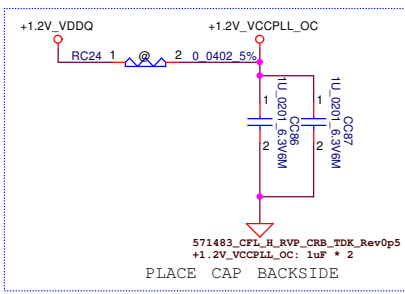 +1.2V_VDDQ
+1.2V_VCCPLL_OC
RC24 1 @ 2 0_0402_5%
1 1
2 2
1U_0201_6.3V6M
CC86
1U_0201_6.3V6M
CC87
571483_CFL_H_RVP_CRB_TDK_Rev0p5
+1.2V_VCCPLL_OC: 1uF * 2
PLACE CAP BACKSIDE